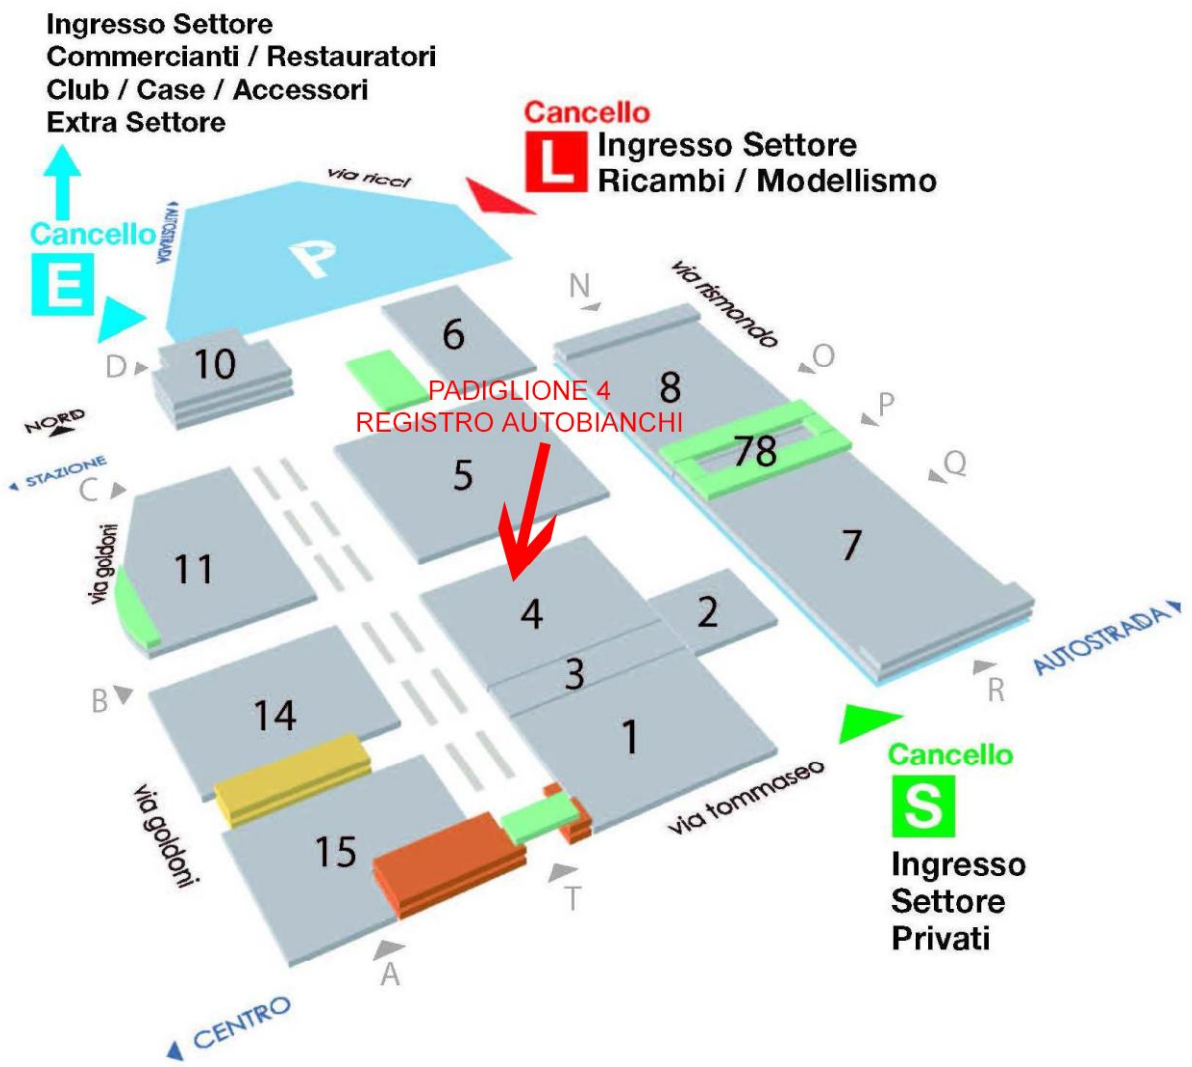 Ingresso Settore
Commercianti / Restauratori
Club / Case / Accessori
Extra Settore
Cancello
E
Cancello
L
Ingresso Settore
Ricambi / Modellismo
via ricci
AUTOSTRADA
P
N
via rismondo
O
P
Q
D
10
6
8
78
7
NORD
STAZIONE
C
PADIGLIONE 4
REGISTRO AUTOBIANCHI
5
via goldoni
11
4
2
3
1
AUTOSTRADA
R
B
14
via goldoni
15
via tommaseo
T
A
CENTRO
Cancello
S
Ingresso
Settore
Privati